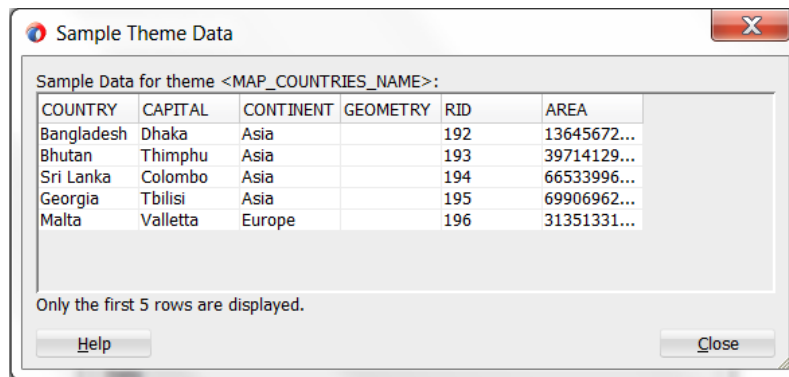 Sample Theme Data
Sample Data for theme <MAP_COUNTRIES_NAME>:
COUNTRY CAPITAL CONTINENT GEOMETRY RID AREA
Bangladesh Dhaka Asia 192 13645672...
Bhutan Thimphu Asia 193 39714129...
Sri Lanka Colombo Asia 194 66533996...
Georgia Tbilisi Asia 195 69906962...
Malta Valletta Europe 196 31351331...
Only the first 5 rows are displayed.
Help Close